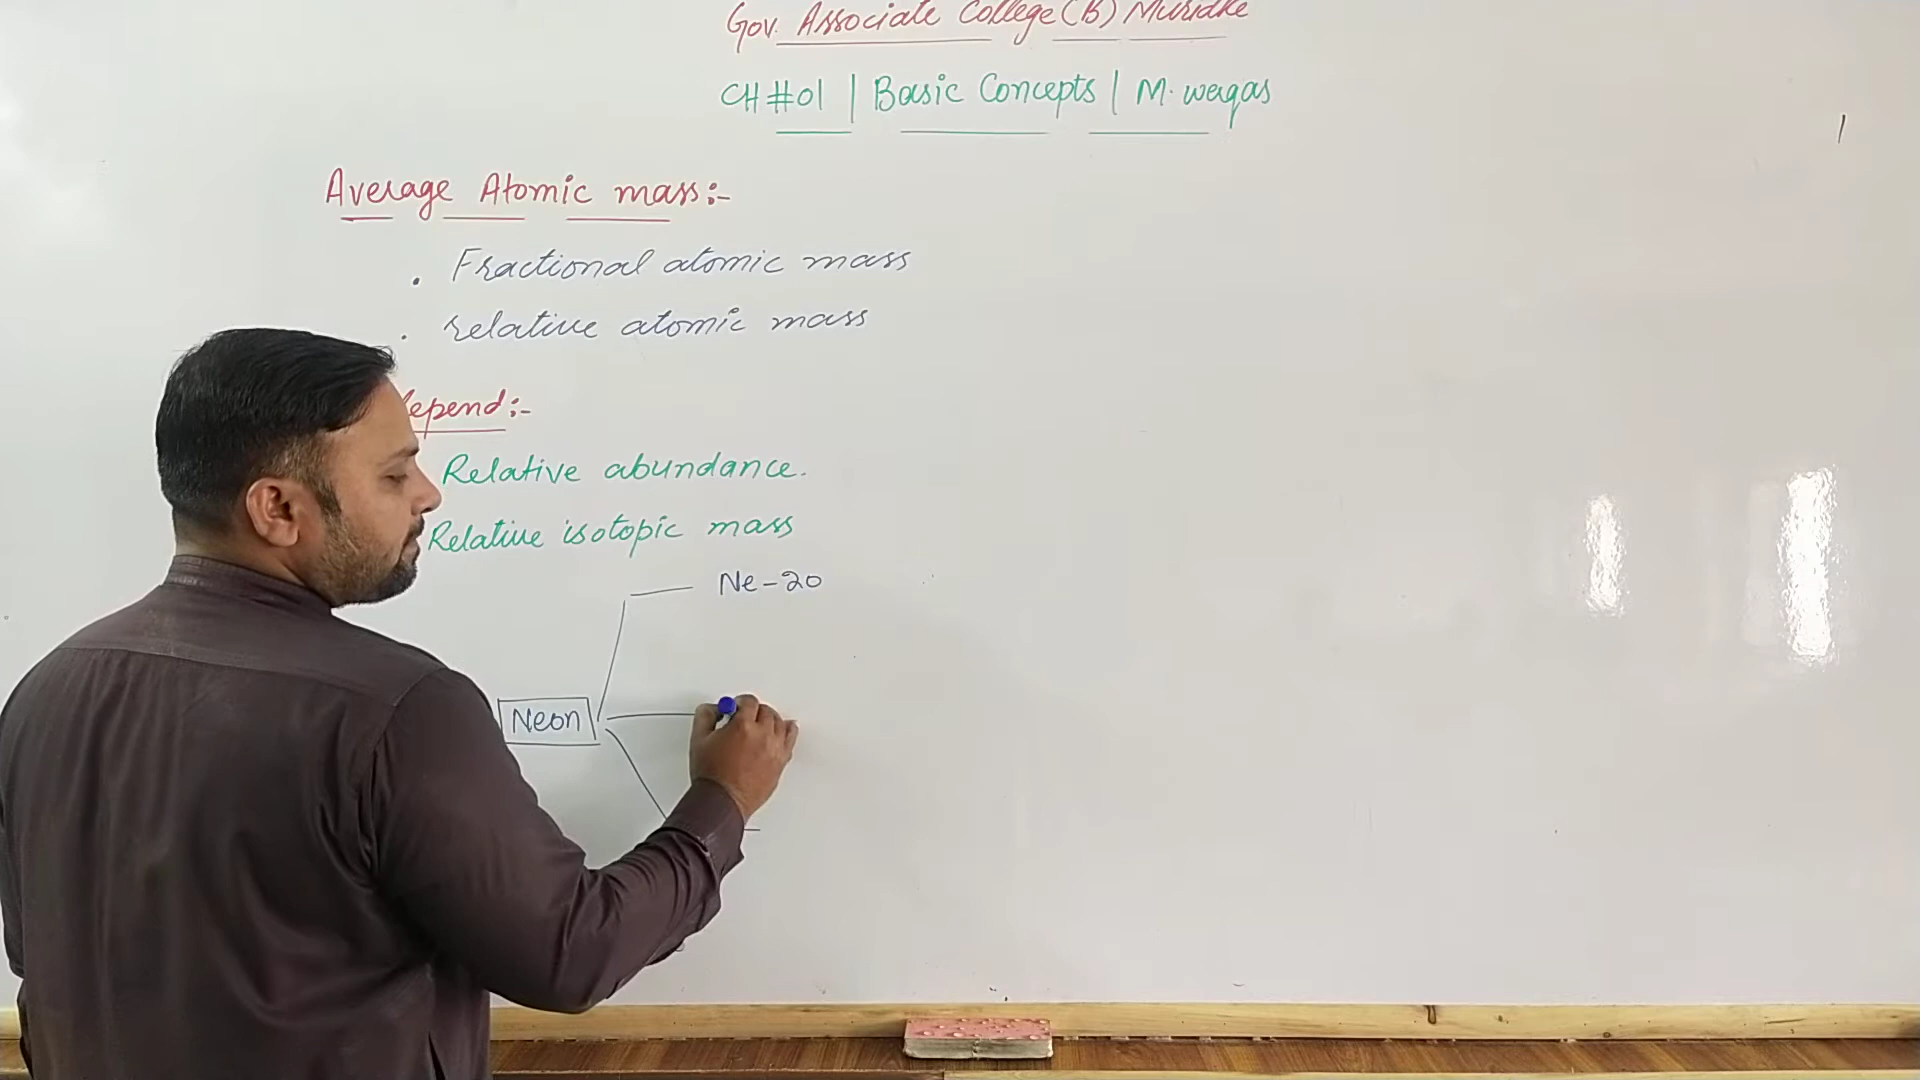 Gov. Associate College (B) Muridke
CH #01 | Basic Concepts | M. Waqas
Average Atomic mass:-
. Fractional atomic mass
. relative atomic mass
depend:-
Relative abundance.
Relative isotopic mass
Ne-20
Neon